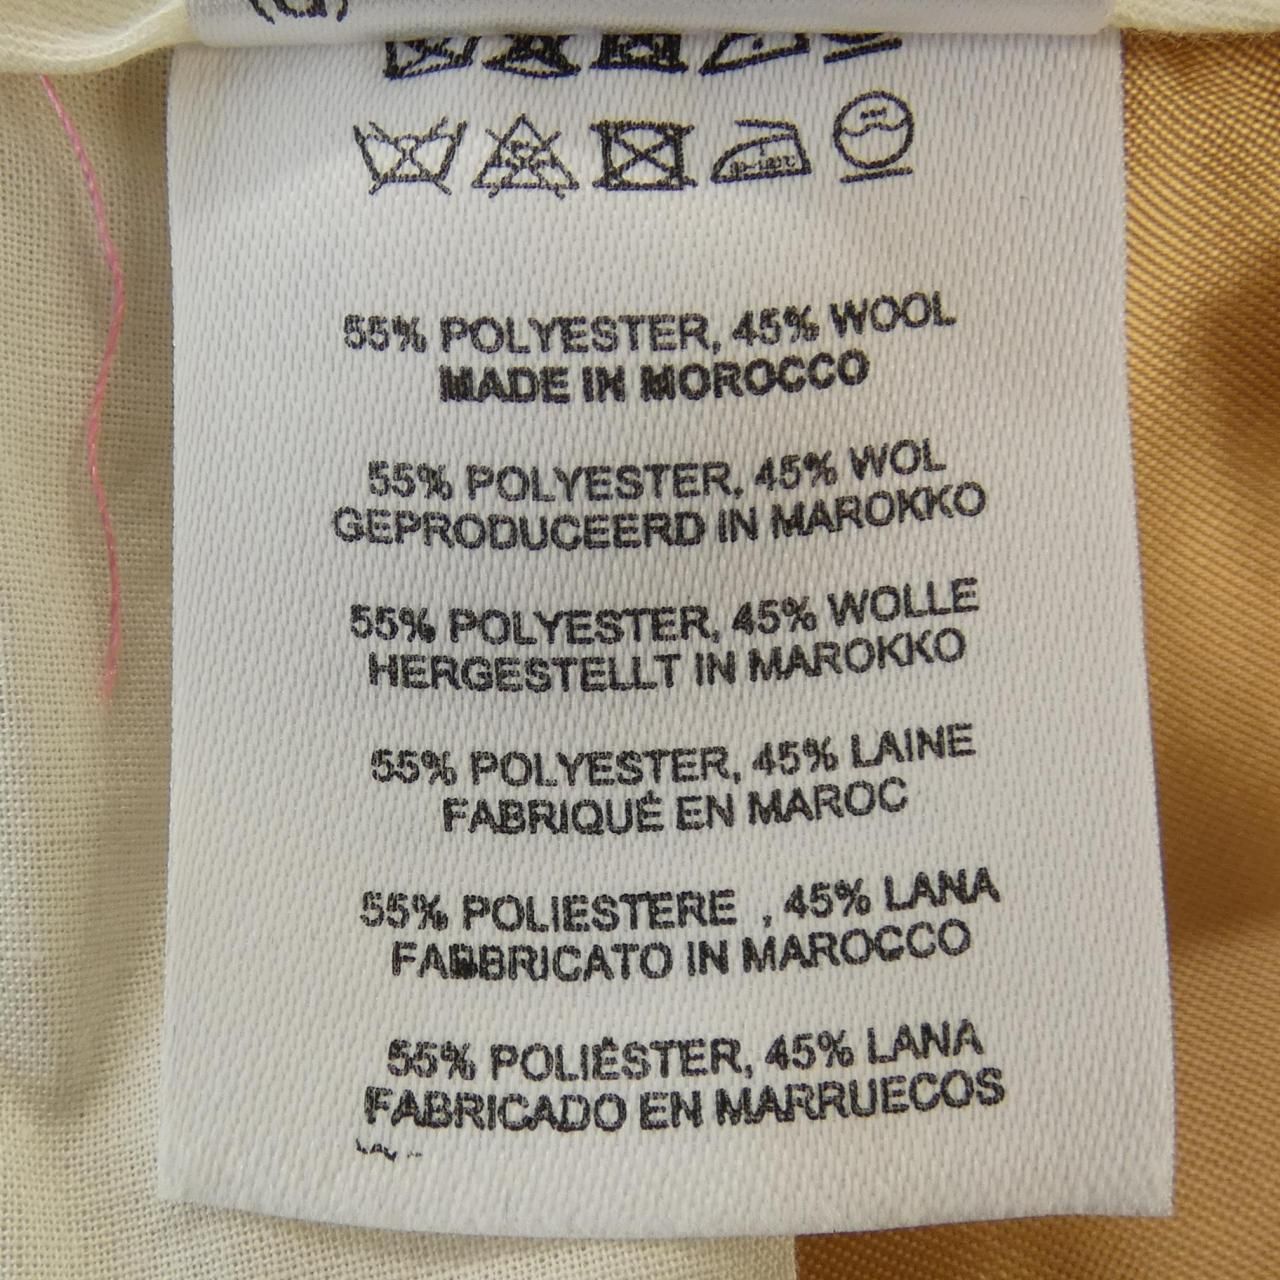 (G)
55% POLYESTER, 45% WOOL
MADE IN MOROCCO
55% POLYESTER, 45% WOL
GEPRODUCEERD IN MAROKKO
55% POLYESTER, 45% WOLLE
HERGESTELLT IN MAROKKO
55% POLYESTER, 45% LAINE
FABRIQUÉ EN MAROC
55% POLIESTERE , 45% LANA
FABBRICATO IN MAROCCO
55% POLIÉSTER, 45% LANA
FABRICADO EN MARRUECOS